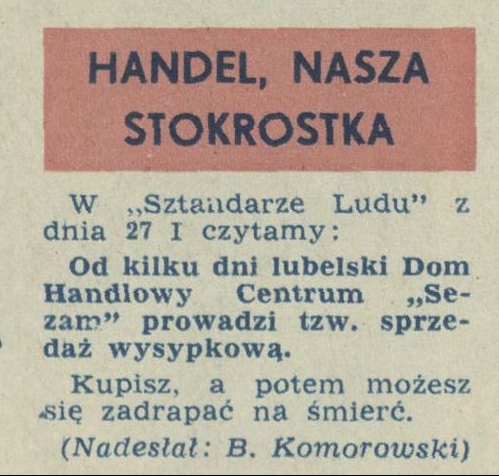 HANDEL, NASZA
STOKROSTKA
W „Sztandarze Ludu” z
dnia 27 I czytamy:
Od kilku dni lubelski Dom
Handlowy Centrum „Se-
zam” prowadzi tzw. sprze-
daż wysypkową.
Kupisz, a potem możesz
się zadrapać na śmierć.
(Nadesłał: B. Komorowski)